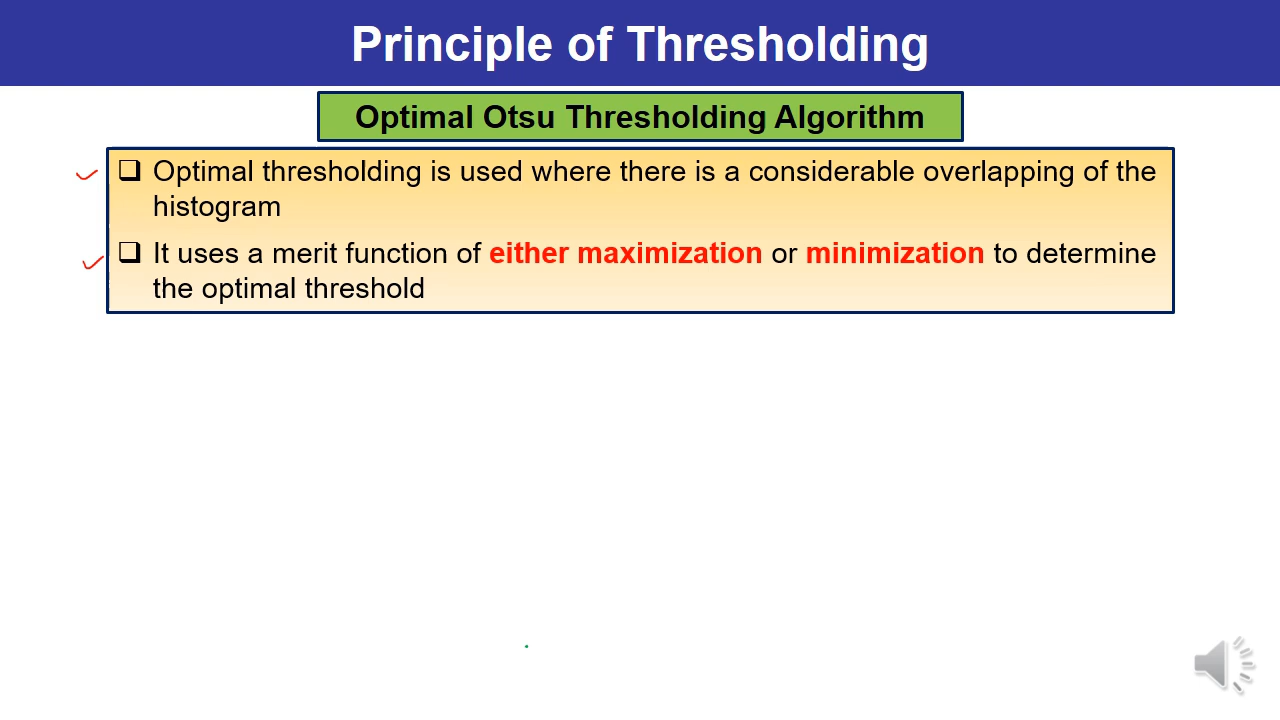 Principle of Thresholding
Optimal Otsu Thresholding Algorithm
❑ Optimal thresholding is used where there is a considerable overlapping of the
histogram
❑ It uses a merit function of either maximization or minimization to determine
the optimal threshold